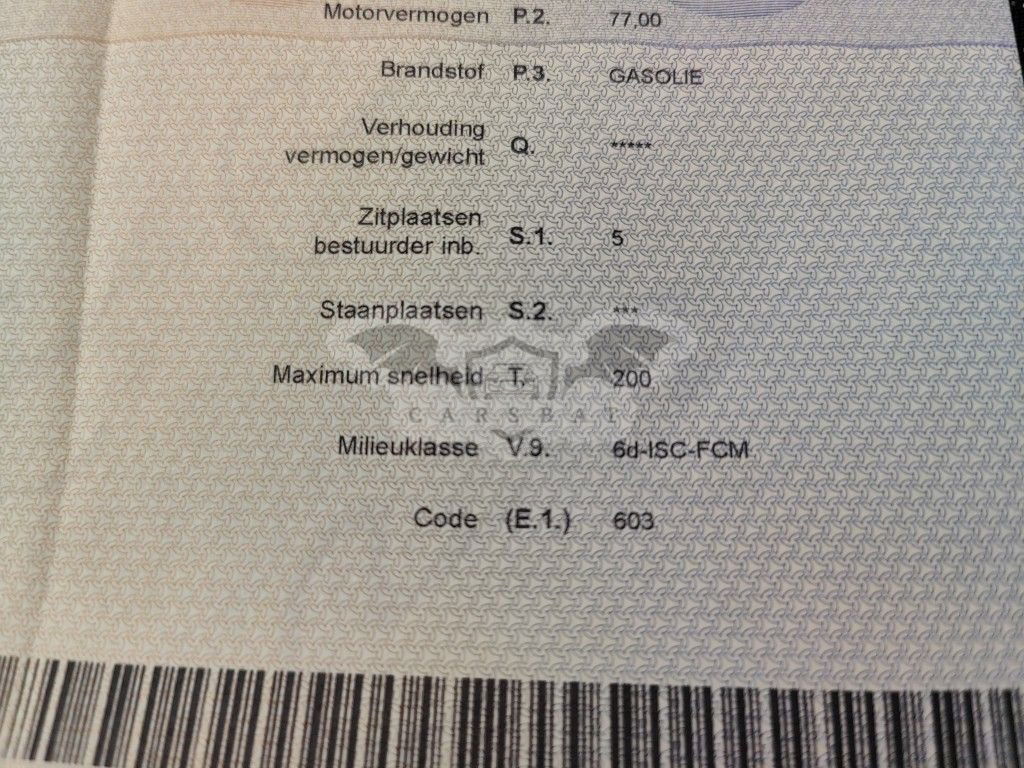 Motorvermogen P.2. 77,00
Brandstof P.3. GASOLIE
Verhouding
vermogen/gewicht Q. *****
Zitplaatsen
bestuurder inb. S.1. 5
Staanplaatsen S.2. ***
Maximum snelheid T. 200
CARSBAT
Milieuklasse V.9. 6d-ISC-FCM
Code (E.1.) 603